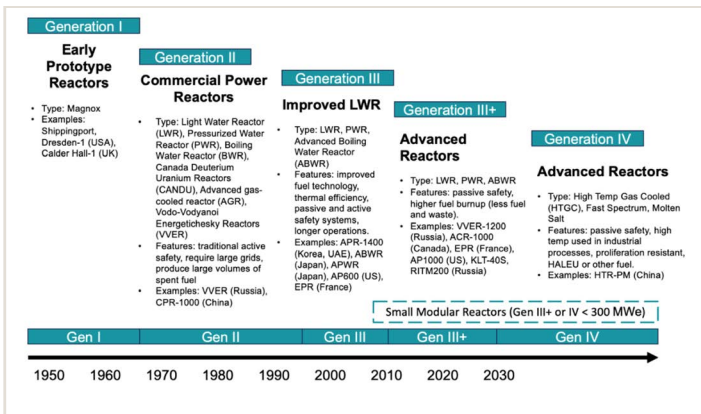 Generation I
Early
Prototype
Reactors
• Type: Magnox
• Examples:
Shippingport,
Dresden-1 (USA),
Calder Hall-1 (UK)
Generation II
Commercial Power
Reactors
• Type: Light Water Reactor
(LWR), Pressurized Water
Reactor (PWR), Boiling
Water Reactor (BWR),
Canada Deuterium
Uranium Reactors
(CANDU), Advanced gas-
cooled reactor (AGR),
Vodo-Vodyanoi
Energetichesky Reactors
(VVER)
• Features: traditional active
safety, require large grids,
produce large volumes of
spent fuel
• Examples: VVER (Russia),
CPR-1000 (China)
Generation III
Improved LWR
• Type: LWR, PWR,
Advanced Boiling
Water Reactor
(ABWR)
• Features: improved
fuel technology,
thermal efficiency,
passive and active
safety systems,
longer operations.
• Examples: APR-1400
(Korea, UAE), ABWR
(Japan), APWR
(Japan), AP600 (US),
EPR (France)
Generation III+
Advanced
Reactors
• Type: LWR, PWR, ABWR
• Features: passive safety,
higher fuel burnup (less fuel
and waste).
• Examples: VVER-1200
(Russia), ACR-1000
(Canada), EPR (France),
AP1000 (US), KLT-40S,
RITM200 (Russia)
Generation IV
Advanced Reactors
• Type: High Temp Gas Cooled
(HTGC), Fast Spectrum, Molten
Salt
• Features: passive safety, high
temp used in industrial
processes, proliferation resistant,
HALEU or other fuel.
• Examples: HTR-PM (China)
Small Modular Reactors (Gen III+ or IV < 300 MWe)
Gen I Gen II Gen III Gen III+ Gen IV
1950 1960 1970 1980 1990 2000 2010 2020 2030